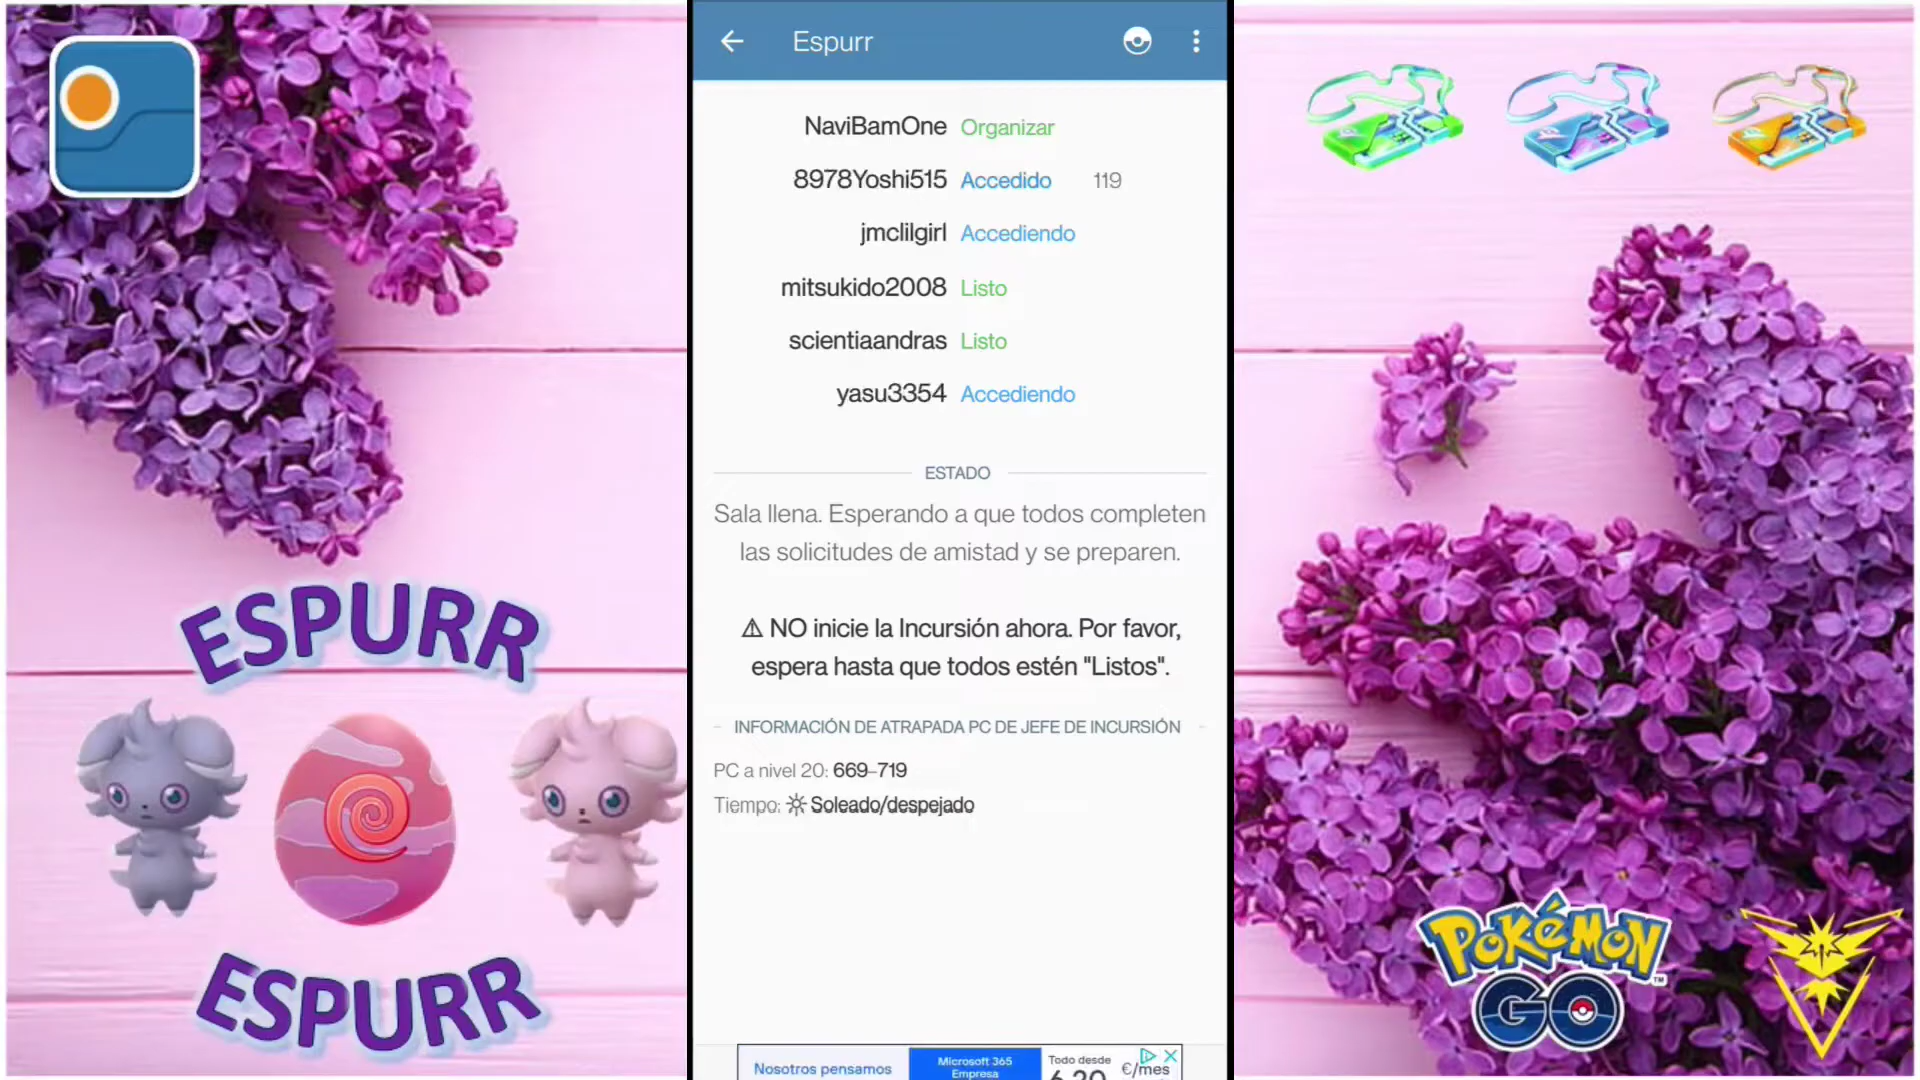 Espurr
NaviBamOne Organizar
8978Yoshi515 Accedido 119
jmclilgirl Accediendo
mitsukido2008 Listo
scientiaandras Listo
yasu3354 Accediendo
ESTADO
Sala llena. Esperando a que todos completen
las solicitudes de amistad y se preparen.
⚠ NO inicie la Incursión ahora. Por favor,
espera hasta que todos estén "Listos".
INFORMACIÓN DE ATRAPADA PC DE JEFE DE INCURSIÓN
PC a nivel 20: 669–719
Tiempo: Soleado/despejado
Nosotros pensamos
Microsoft 365
Empresa
Todo desde
€/mes
ESPURR
ESPURR
POKéMON
GO
TM